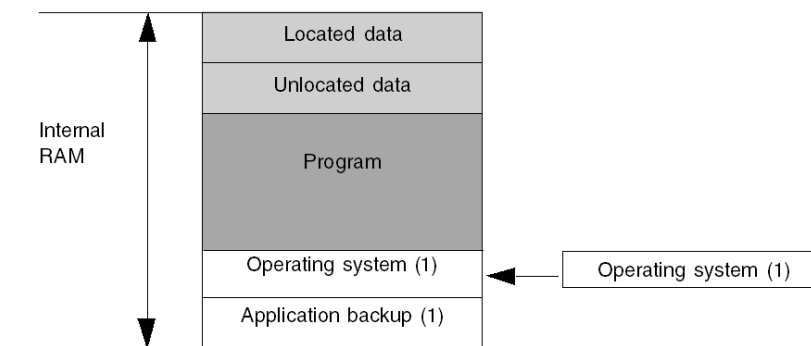 Located data
Unlocated data
Internal
RAM
Program
Operating system (1)
Operating system (1)
Application backup (1)